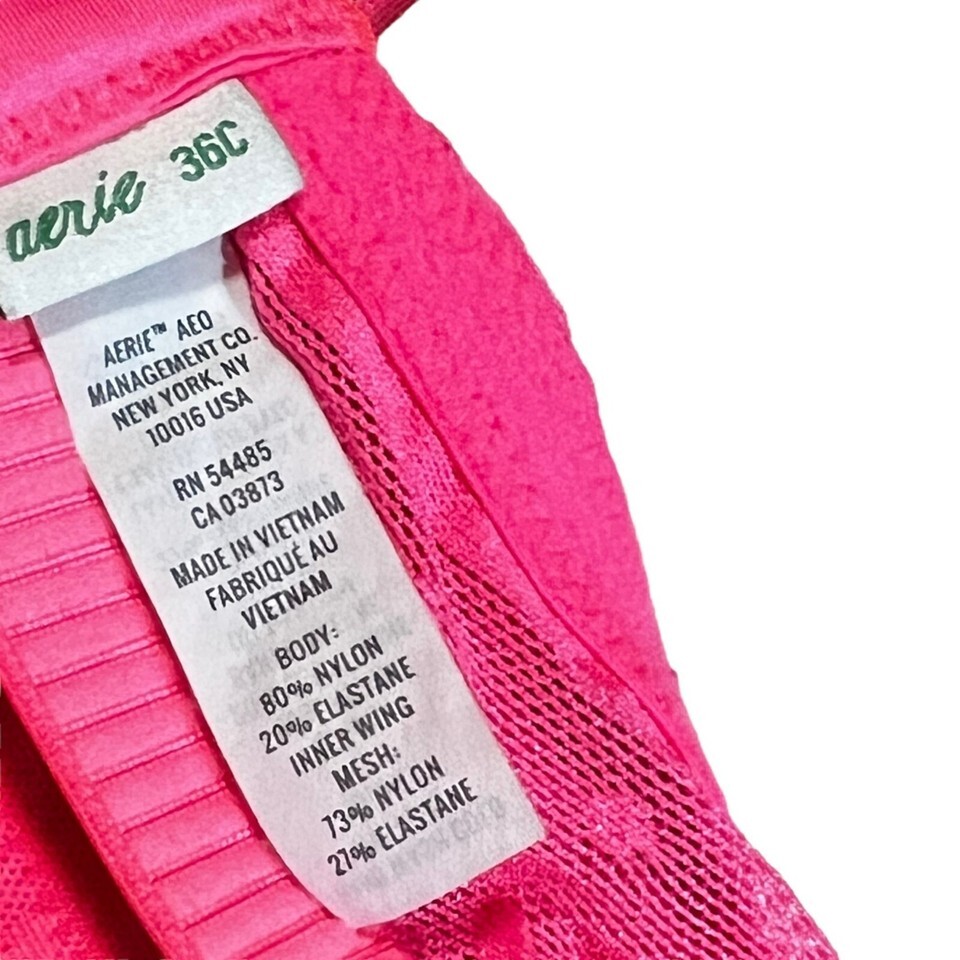 aerie 36C
AERIE™ AEO
MANAGEMENT CO.
NEW YORK, NY
10016 USA
RN 54485
CA 03873
MADE IN VIETNAM
FABRIQUÉ AU
VIETNAM
BODY:
80% NYLON
20% ELASTANE
INNER WING
MESH:
73% NYLON
27% ELASTANE